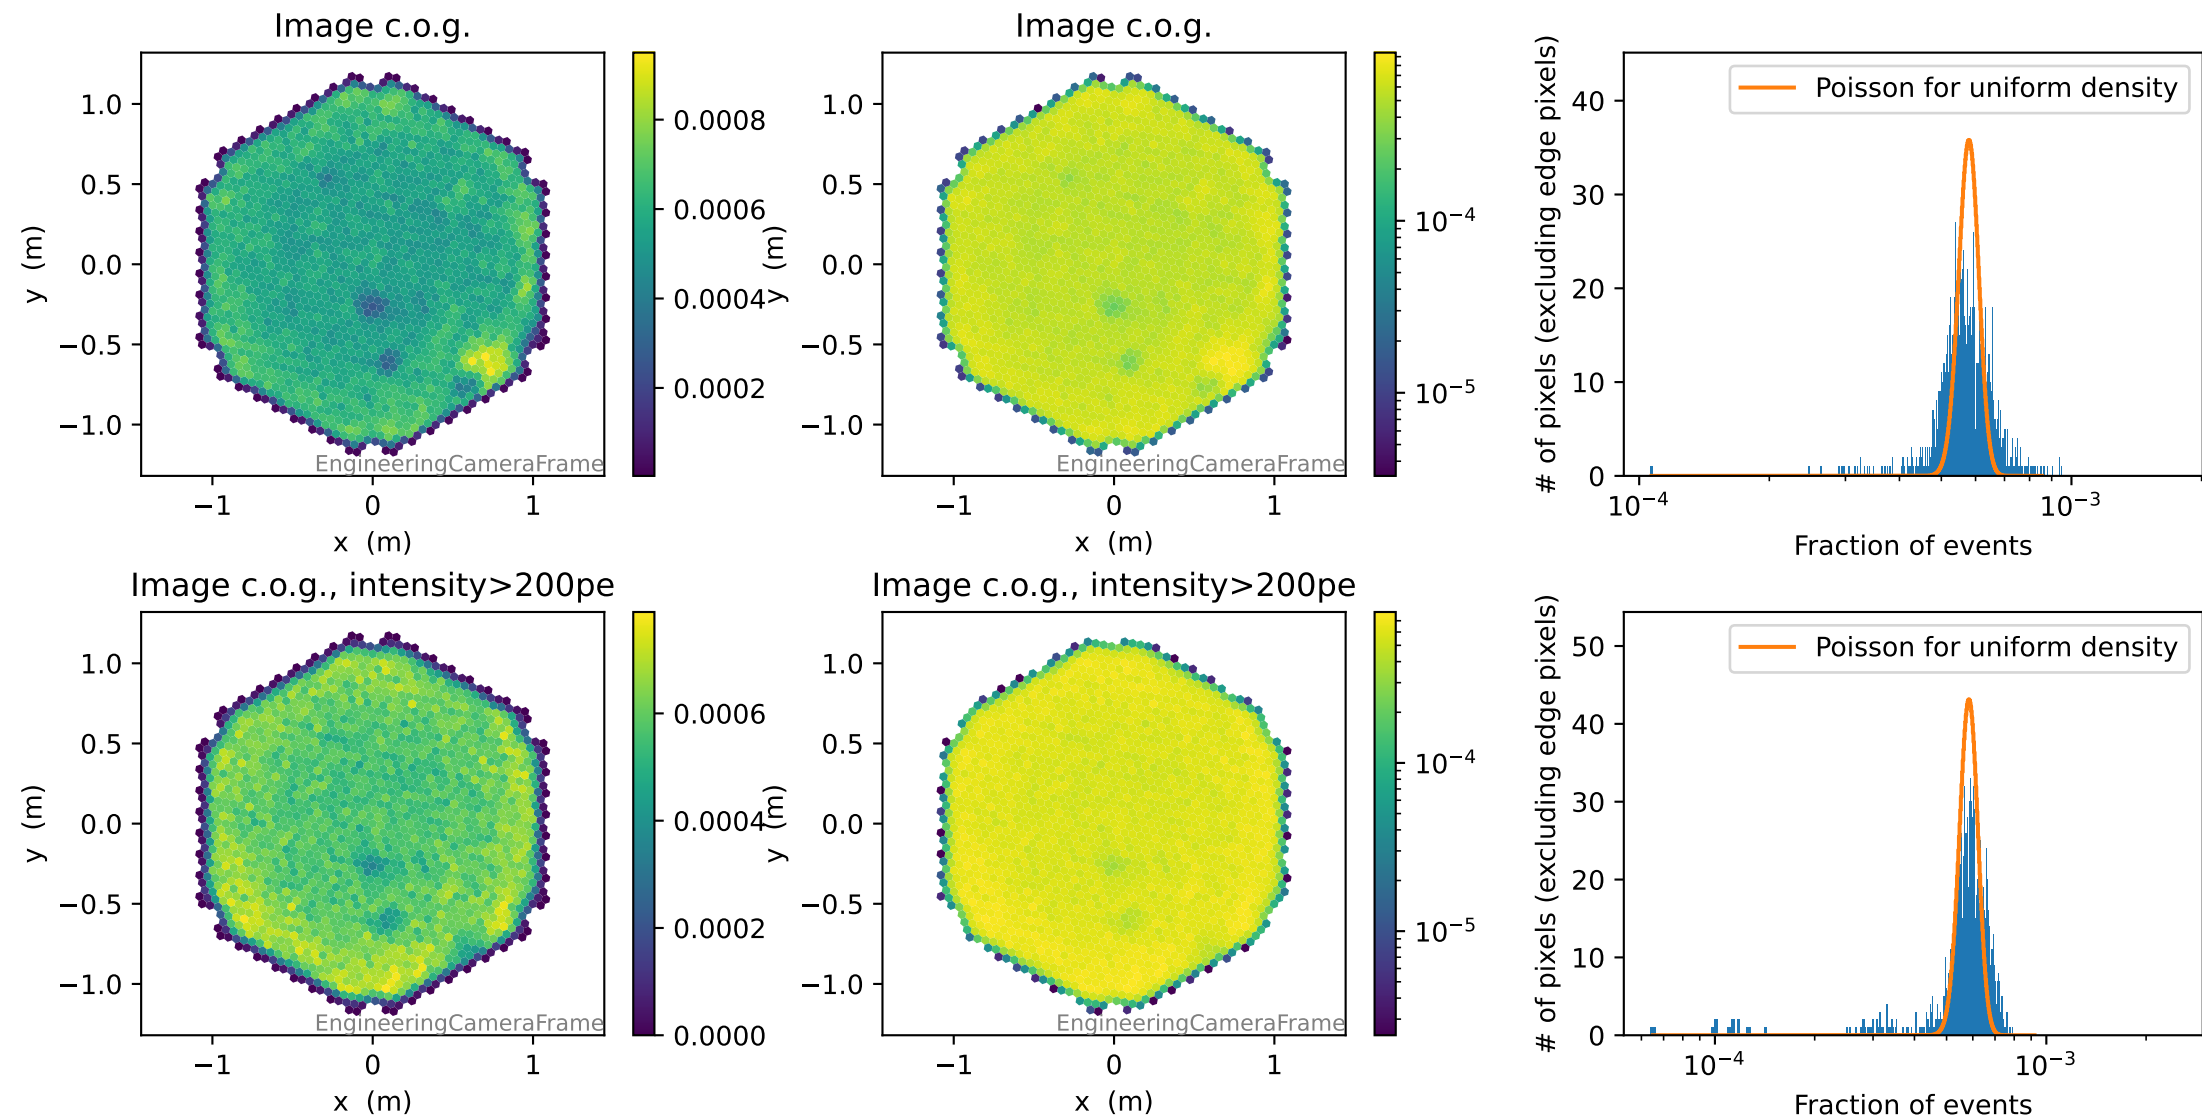 Image c.o.g.
1.0
0.5
0.0
−0.5
−1.0
y (m)
−1
0
1
x (m)
EngineeringCameraFrame
0.0008
0.0006
0.0004
0.0002
Image c.o.g.
1.0
0.5
0.0
−0.5
−1.0
y (m)
−1
0
1
x (m)
EngineeringCameraFrame
10⁻⁴
10⁻⁵
Poisson for uniform density
# of pixels (excluding edge pixels)
40
30
20
10
0
10⁻⁴
10⁻³
Fraction of events
Image c.o.g., intensity>200pe
1.0
0.5
0.0
−0.5
−1.0
y (m)
−1
0
1
x (m)
EngineeringCameraFrame
0.0006
0.0004
0.0002
0.0000
Image c.o.g., intensity>200pe
1.0
0.5
0.0
−0.5
−1.0
y (m)
−1
0
1
x (m)
EngineeringCameraFrame
10⁻⁴
10⁻⁵
Poisson for uniform density
# of pixels (excluding edge pixels)
50
40
30
20
10
0
10⁻⁴
10⁻³
Fraction of events